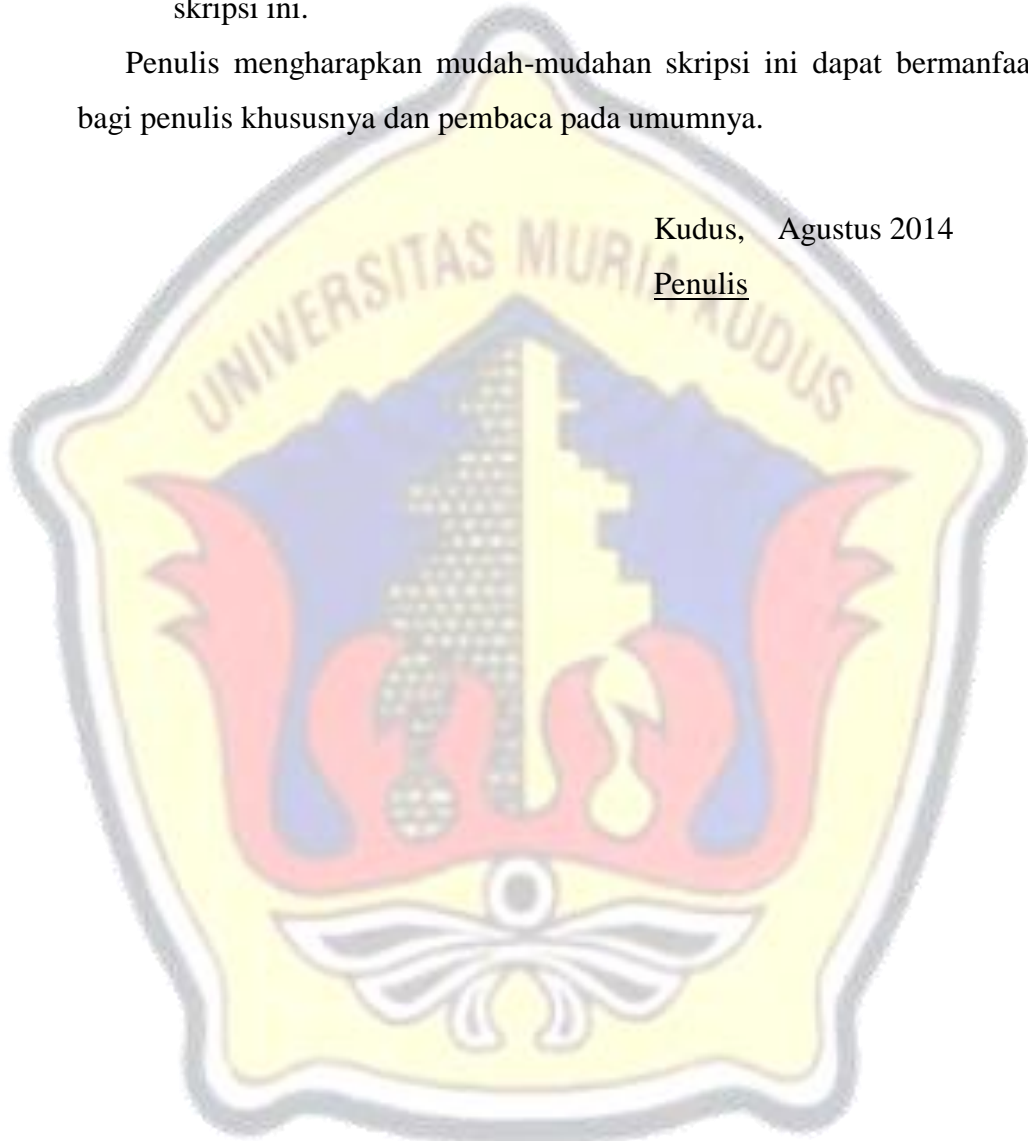 skripsi ini.
Penulis mengharapkan mudah-mudahan skripsi ini dapat bermanfaa
bagi penulis khususnya dan pembaca pada umumnya.
Kudus, Agustus 2014
Penulis
UNIVERSITAS MURIA KUDUS